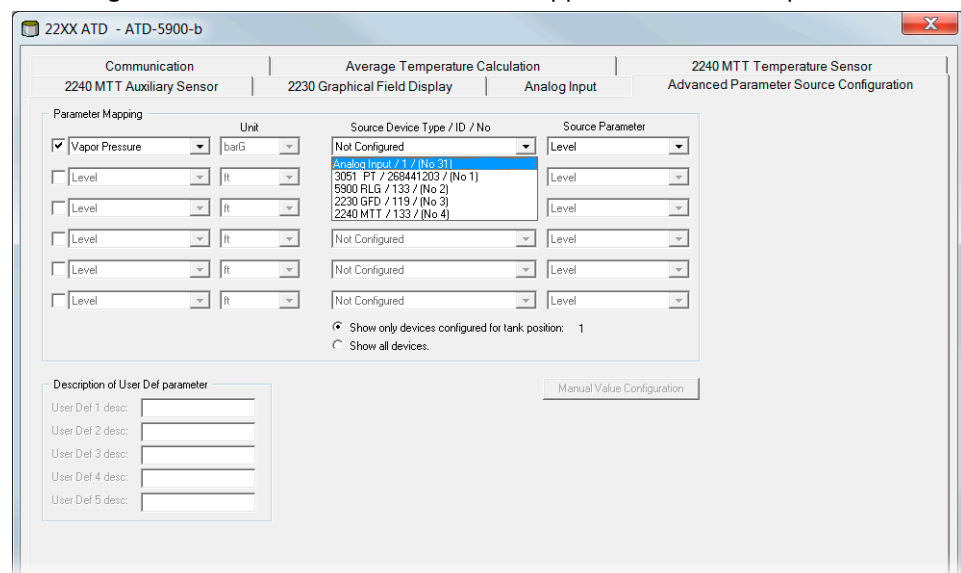 22XX ATD - ATD-5900-b
Communication Average Temperature Calculation 2240 MTT Temperature Sensor
2240 MTT Auxiliary Sensor 2230 Graphical Field Display Analog Input Advanced Parameter Source Configuration
Parameter Mapping
Unit Source Device Type / ID / No Source Parameter
Vapor Pressure barG Not Configured Level
Analog Input / 1 / (No 31)
Level ft 3051 PT / 268441203 / (No 1) Level
5900 RLG / 133 / (No 2)
Level ft 2230 GFD / 119 / (No 3) Level
2240 MTT / 133 / (No 4)
Level ft Not Configured Level
Level ft Not Configured Level
Level ft Not Configured Level
Show only devices configured for tank position: 1
Show all devices.
Description of User Def parameter Manual Value Configuration
User Def 1 desc:
User Def 2 desc:
User Def 3 desc:
User Def 4 desc:
User Def 5 desc: